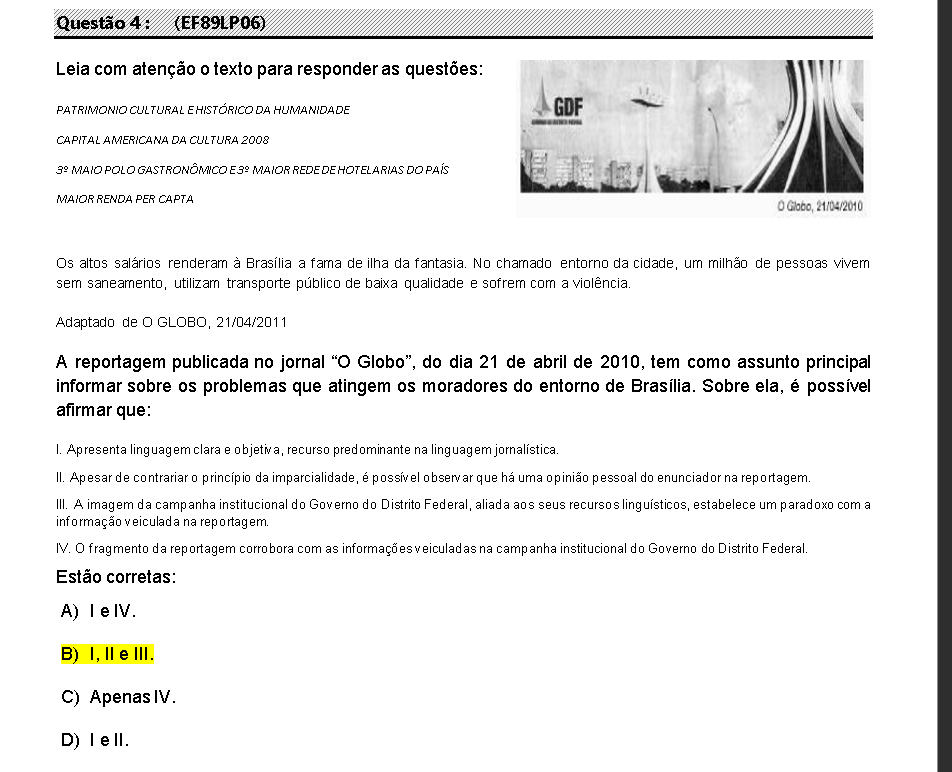 Questão 4 : (EF89LP06)
Leia com atenção o texto para responder as questões:
PATRIMONIO CULTURAL E HISTÓRICO DA HUMANIDADE
CAPITAL AMERICANA DA CULTURA 2008
3º MAIO POLO GASTRONÔMICO E 3º MAIOR REDE DE HOTELARIAS DO PAÍS
MAIOR RENDA PER CAPTA
GDF
O Globo, 21/04/2010
Os altos salários renderam à Brasília a fama de ilha da fantasia. No chamado entorno da cidade, um milhão de pessoas vivem
sem saneamento, utilizam transporte público de baixa qualidade e sofrem com a violência.
Adaptado de O GLOBO, 21/04/2011
A reportagem publicada no jornal “O Globo”, do dia 21 de abril de 2010, tem como assunto principal
informar sobre os problemas que atingem os moradores do entorno de Brasília. Sobre ela, é possível
afirmar que:
I. Apresenta linguagem clara e objetiva, recurso predominante na linguagem jornalística.
II. Apesar de contrariar o princípio da imparcialidade, é possível observar que há uma opinião pessoal do enunciador na reportagem.
III. A imagem da campanha institucional do Governo do Distrito Federal, aliada aos seus recursos linguísticos, estabelece um paradoxo com a
informação veiculada na reportagem.
IV. O fragmento da reportagem corrobora com as informações veiculadas na campanha institucional do Governo do Distrito Federal.
Estão corretas:
A) I e IV.
B) I, II e III.
C) Apenas IV.
D) I e II.